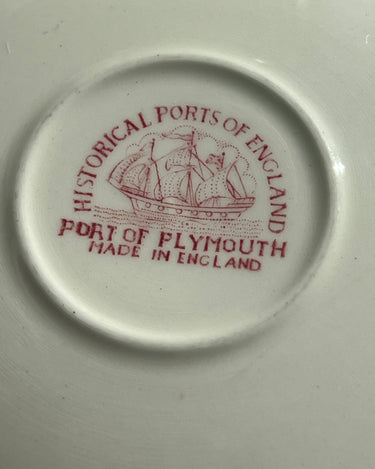 HISTORICAL PORTS OF ENGLAND
PORT OF PLYMOUTH
MADE IN ENGLAND